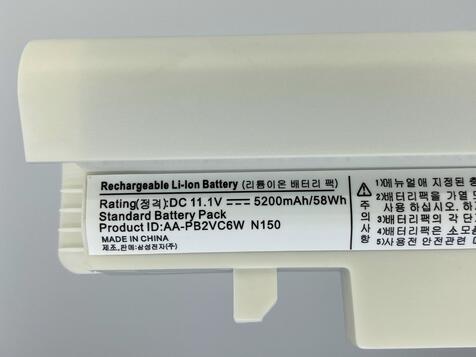 Rechargeable Li-Ion Battery (리튬이온 배터리 팩)
Rating(정격):DC 11.1V ⎓ 5200mAh/58Wh
Standard Battery Pack
Product ID:AA-PB2VC6W N150
MADE IN CHINA
제조.판매:삼성전자(주)
주의사
1)메뉴얼애 지정된 충
2)배터리팩을 가열
사용 하십시오.
3)배터리팩의 각 단
4)배터리팩은 소모
5)사용전 안전관련